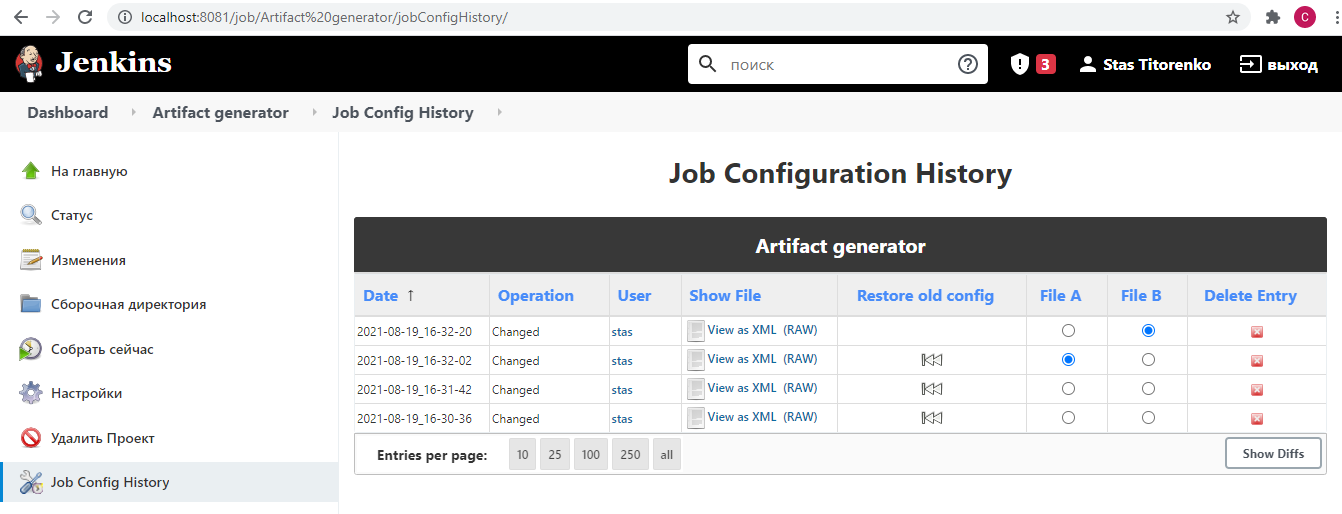 localhost:8081/job/Artifact%20generator/jobConfigHistory/
C
Jenkins
поиск
3
Stas Titorenko
выход
Dashboard
Artifact generator
Job Config History
На главную
Статус
Изменения
Сборочная директория
Собрать сейчас
Настройки
Удалить Проект
Job Config History
Job Configuration History
Artifact generator
Date ↑ Operation User Show File Restore old config File A File B Delete Entry
2021-08-19_16-32-20 Changed stas View as XML (RAW)
2021-08-19_16-32-02 Changed stas View as XML (RAW)
2021-08-19_16-31-42 Changed stas View as XML (RAW)
2021-08-19_16-30-36 Changed stas View as XML (RAW)
Entries per page: 10 25 100 250 all Show Diffs